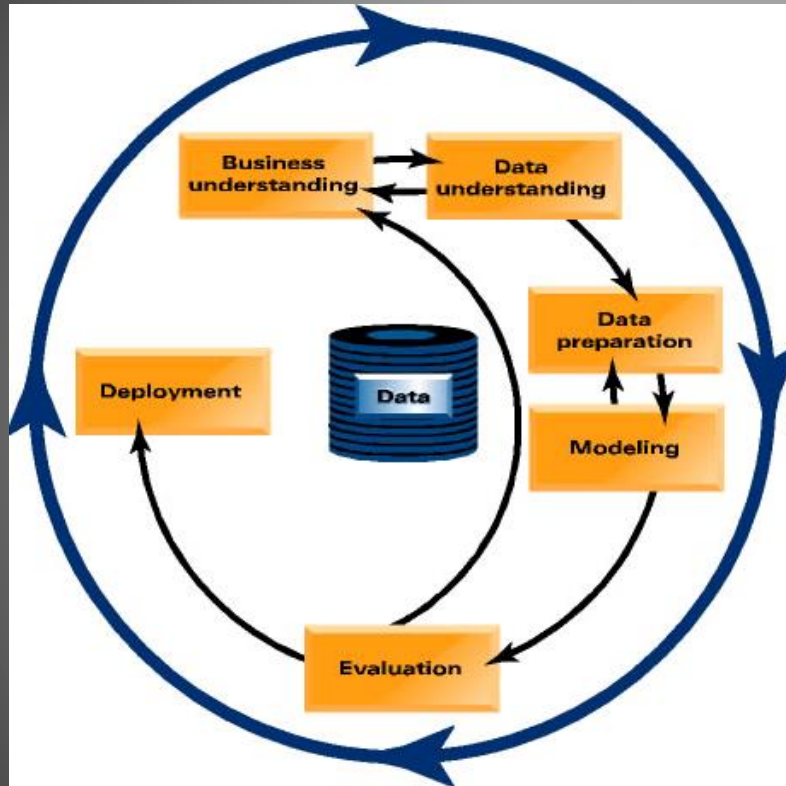 Business
understanding
Data
understanding
Data
preparation
Modeling
Evaluation
Deployment
Data